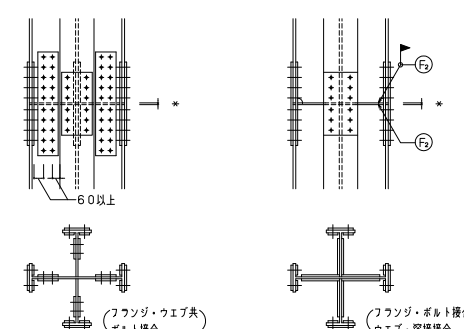 F₂
*
*
F₂
60以上
フランジ・ウエブ共
ボルト接合
フランジ・ボルト接合
ウエブ・溶接接合